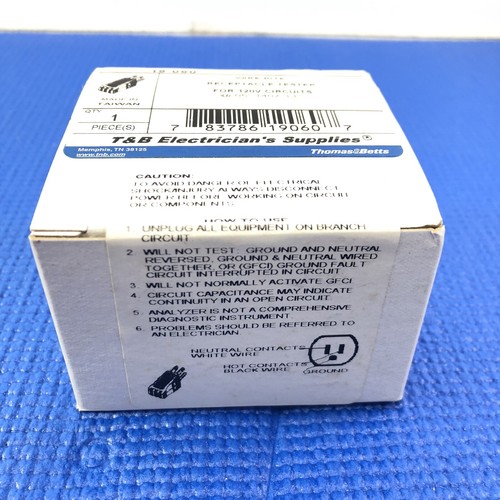 RECEPTACLE TESTER
FOR 120V CIRCUITS
MADE IN
TAIWAN
QTY
1
PIECE(S)
7 83786 19060 7
T&B Electrician's Supplies®
Memphis, TN 38125
www.tnb.com
Thomas&Betts
CAUTION:
TO AVOID DANGER OF ELECTRICAL
SHOCK/INJURY ALWAYS DISCONNECT
POWER BEFORE WORKING ON CIRCUIT
OR COMPONENTS.
HOW TO USE
1. UNPLUG ALL EQUIPMENT ON BRANCH
CIRCUIT
2. WILL NOT TEST: GROUND AND NEUTRAL
REVERSED, GROUND & NEUTRAL WIRED
TOGETHER, OR (GFCI) GROUND FAULT
CIRCUIT INTERRUPTED IN CIRCUIT
3. WILL NOT NORMALLY ACTIVATE GFCI
4. CIRCUIT CAPACITANCE MAY INDICATE
CONTINUITY IN AN OPEN CIRCUIT.
5. ANALYZER IS NOT A COMPREHENSIVE
DIAGNOSTIC INSTRUMENT.
6. PROBLEMS SHOULD BE REFERRED TO
AN ELECTRICIAN.
NEUTRAL CONTACTS
WHITE WIRE
HOT CONTACTS
BLACK WIRE
GROUND